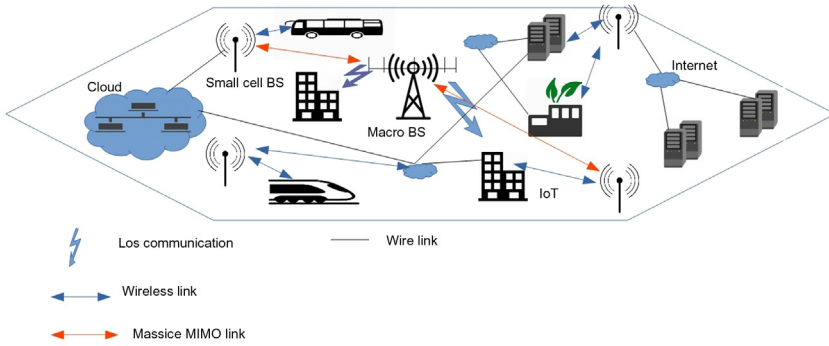 Cloud
Small cell BS
Macro BS
Internet
IoT
Los communication
Wire link
Wireless link
Massice MIMO link